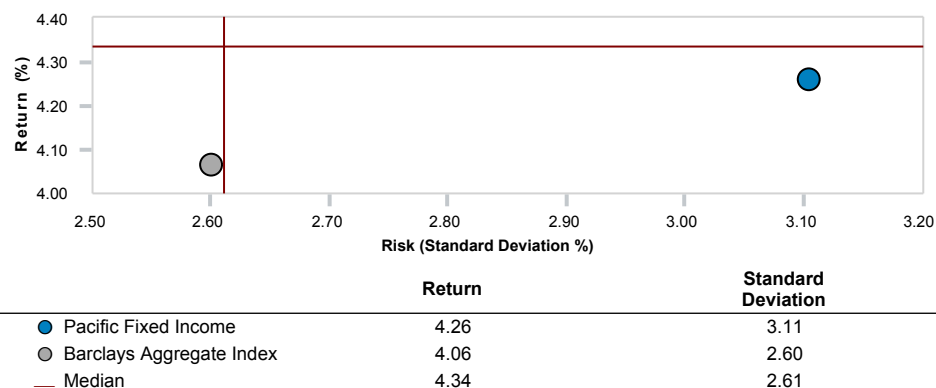 4.40
4.30
4.20
4.10
4.00
Return (%)
2.50 2.60 2.70 2.80 2.90 3.00 3.10 3.20
Risk (Standard Deviation %)
Return Standard Deviation
Pacific Fixed Income 4.26 3.11
Barclays Aggregate Index 4.06 2.60
Median 4.34 2.61